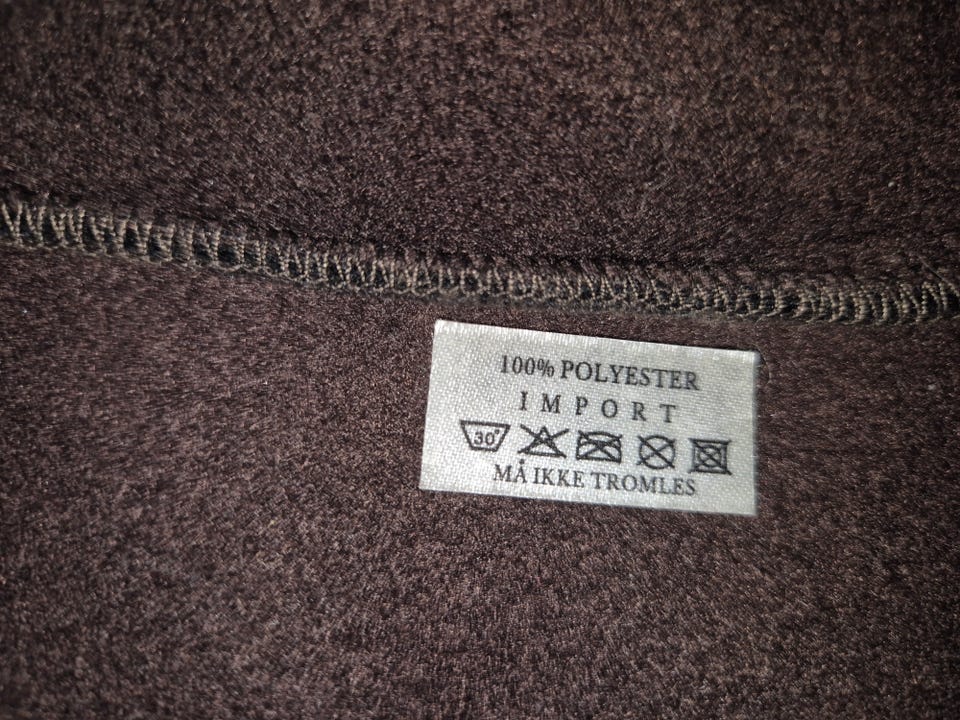 100% POLYESTER
IMPORT
30°
MÅ IKKE TROMLES